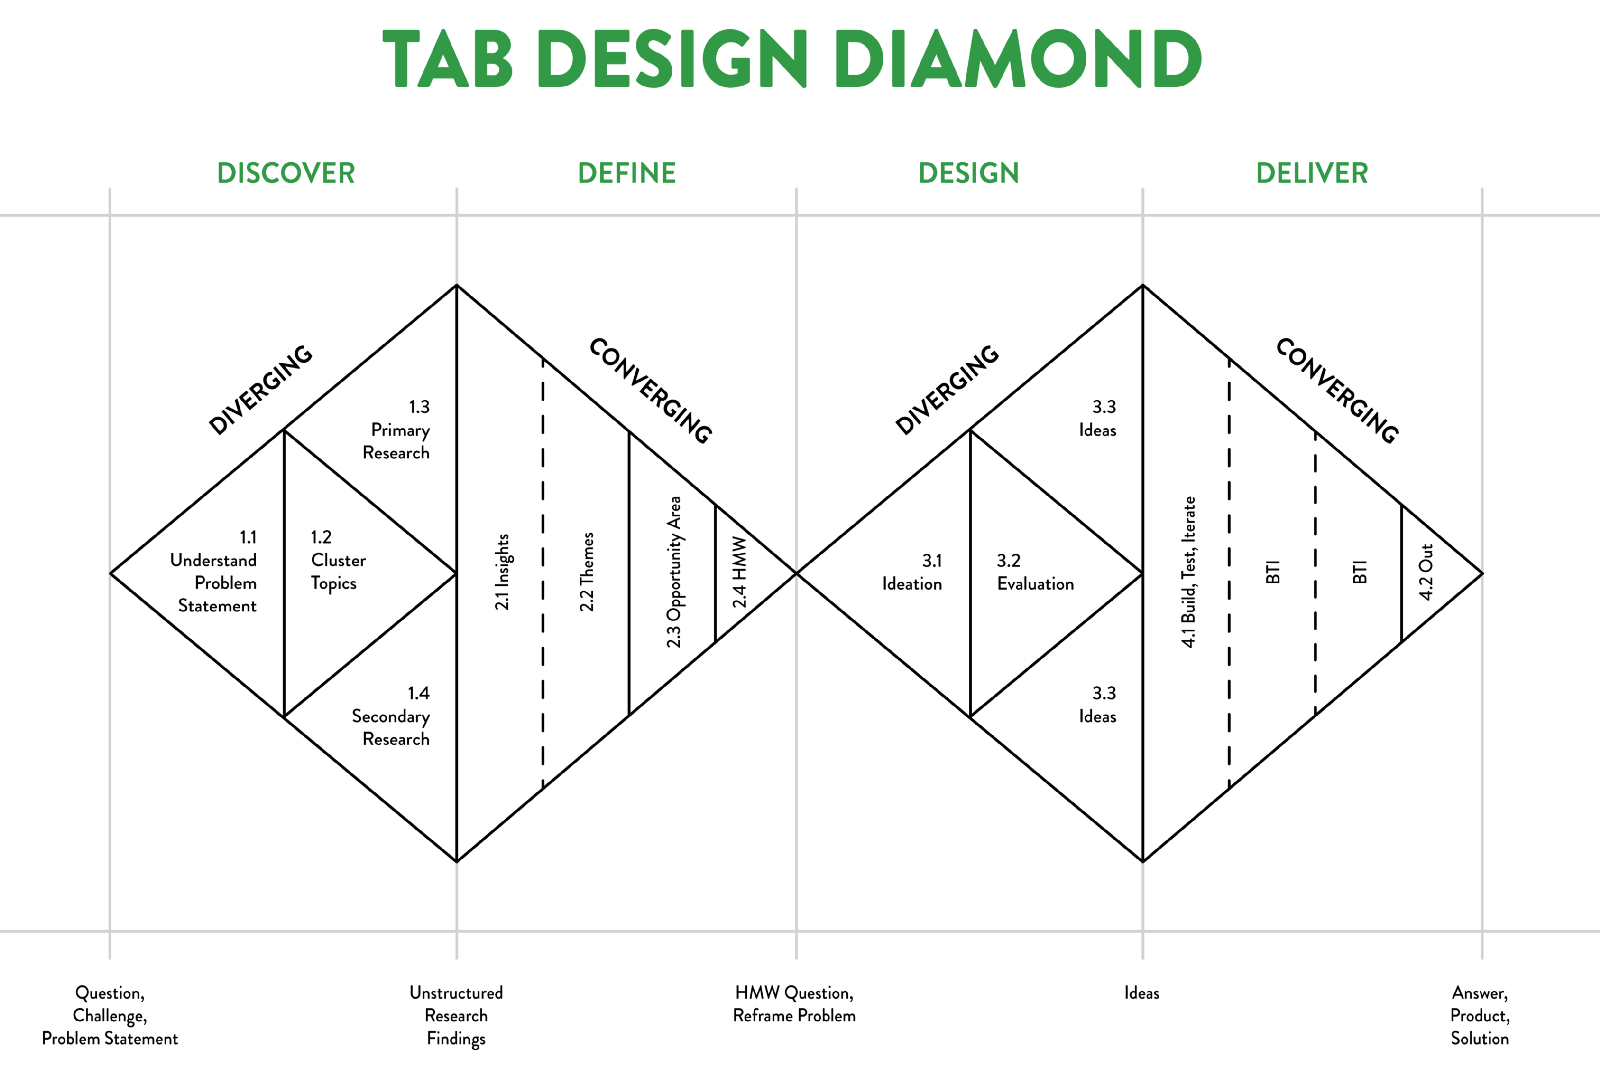 TAB DESIGN DIAMOND
DISCOVER
DEFINE
DESIGN
DELIVER
DIVERGING
CONVERGING
DIVERGING
CONVERGING
1.1
Understand
Problem
Statement
1.2
Cluster
Topics
1.3
Primary
Research
1.4
Secondary
Research
2.1 Insights
2.2 Themes
2.3 Opportunity Area
2.4 HMW
3.1
Ideation
3.2
Evaluation
3.3
Ideas
3.3
Ideas
4.1 Build, Test, Iterate
BTI
BTI
4.2 Out
Question,
Challenge,
Problem Statement
Unstructured
Research
Findings
HMW Question,
Reframe Problem
Ideas
Answer,
Product,
Solution